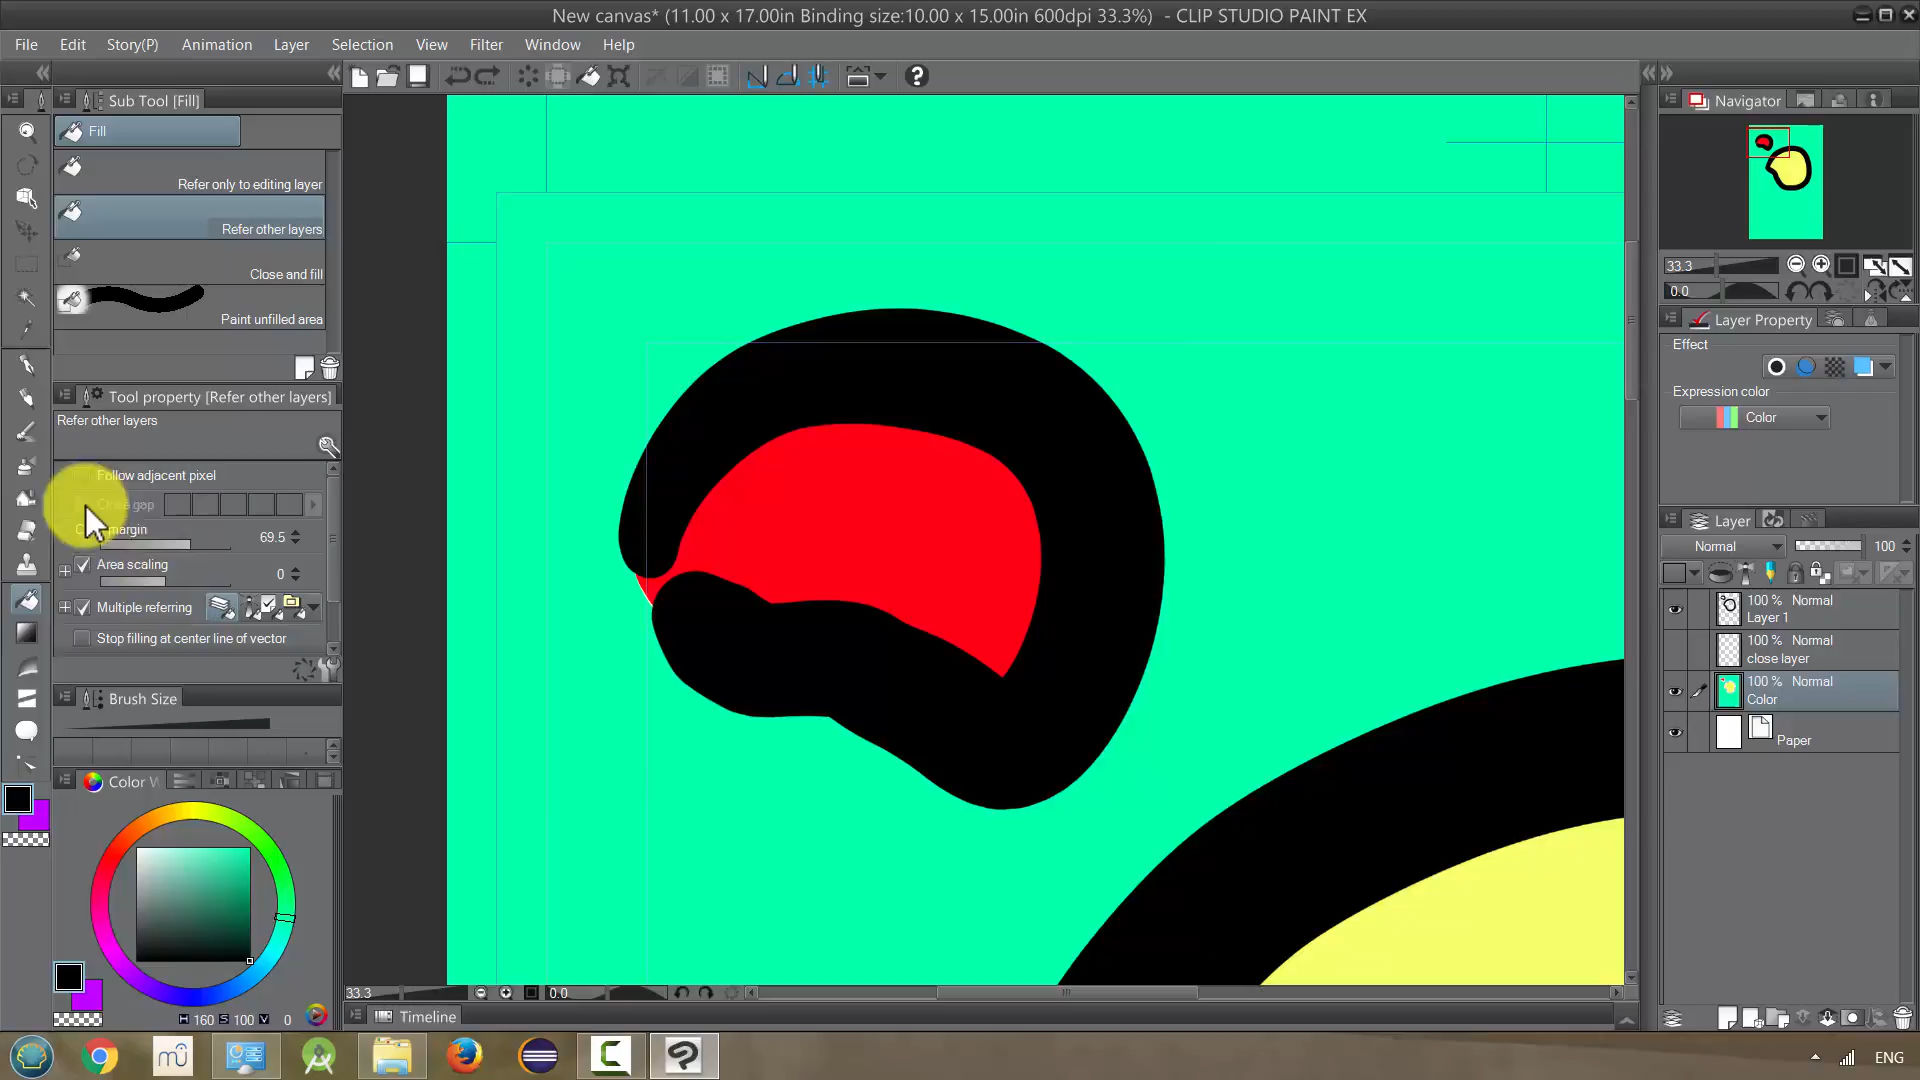 New canvas* (11.00 x 17.00in Binding size:10.00 x 15.00in 600dpi 33.3%)  - CLIP STUDIO PAINT EX
File Edit Story(P) Animation Layer Selection View Filter Window Help
Sub Tool [Fill]
Fill
Refer only to editing layer
Refer other layers
Close and fill
Paint unfilled area
Tool property [Refer other layers]
Refer other layers
Follow adjacent pixel
gap
margin
69.5
Area scaling
0
Multiple referring
Stop filling at center line of vector
Brush Size
Color W
H 160 S 100 V 0
33.3
0.0
Timeline
Navigator
33.3
0.0
Layer Property
Effect
Expression color
Color
Layer
Normal
100
100 % Normal
Layer 1
100 % Normal
close layer
100 % Normal
Color
Paper
ENG